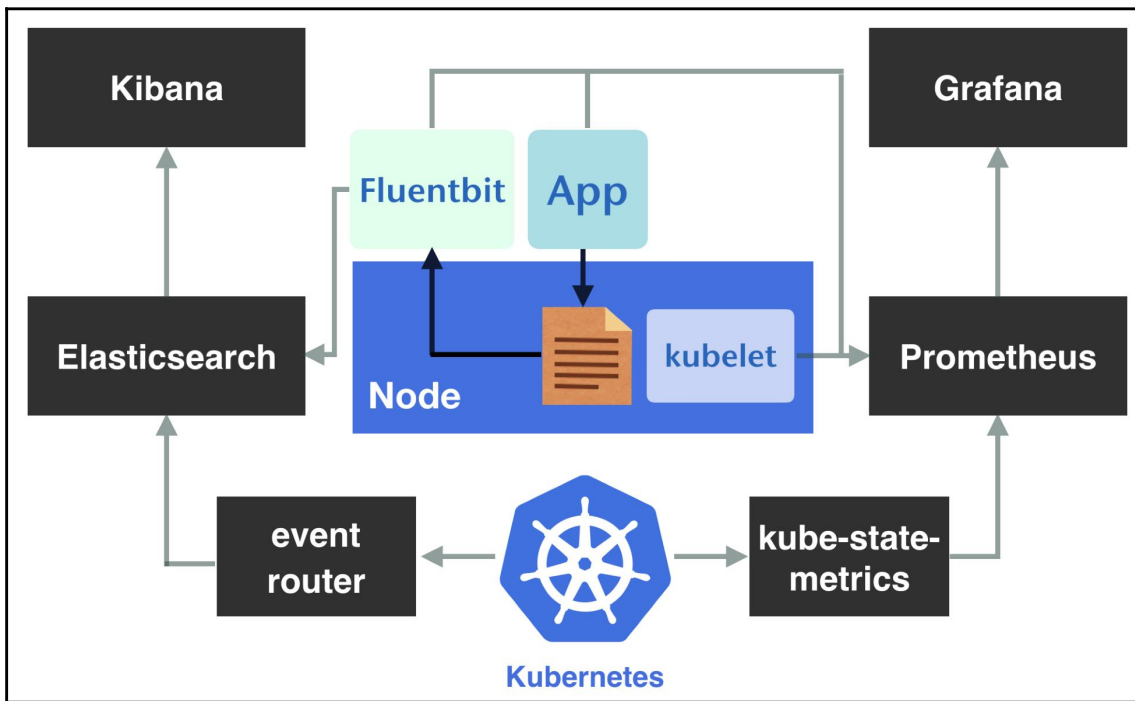 Kibana
Grafana
Fluentbit
App
Elasticsearch
Node
kubelet
Prometheus
event
router
kube-state-
metrics
Kubernetes